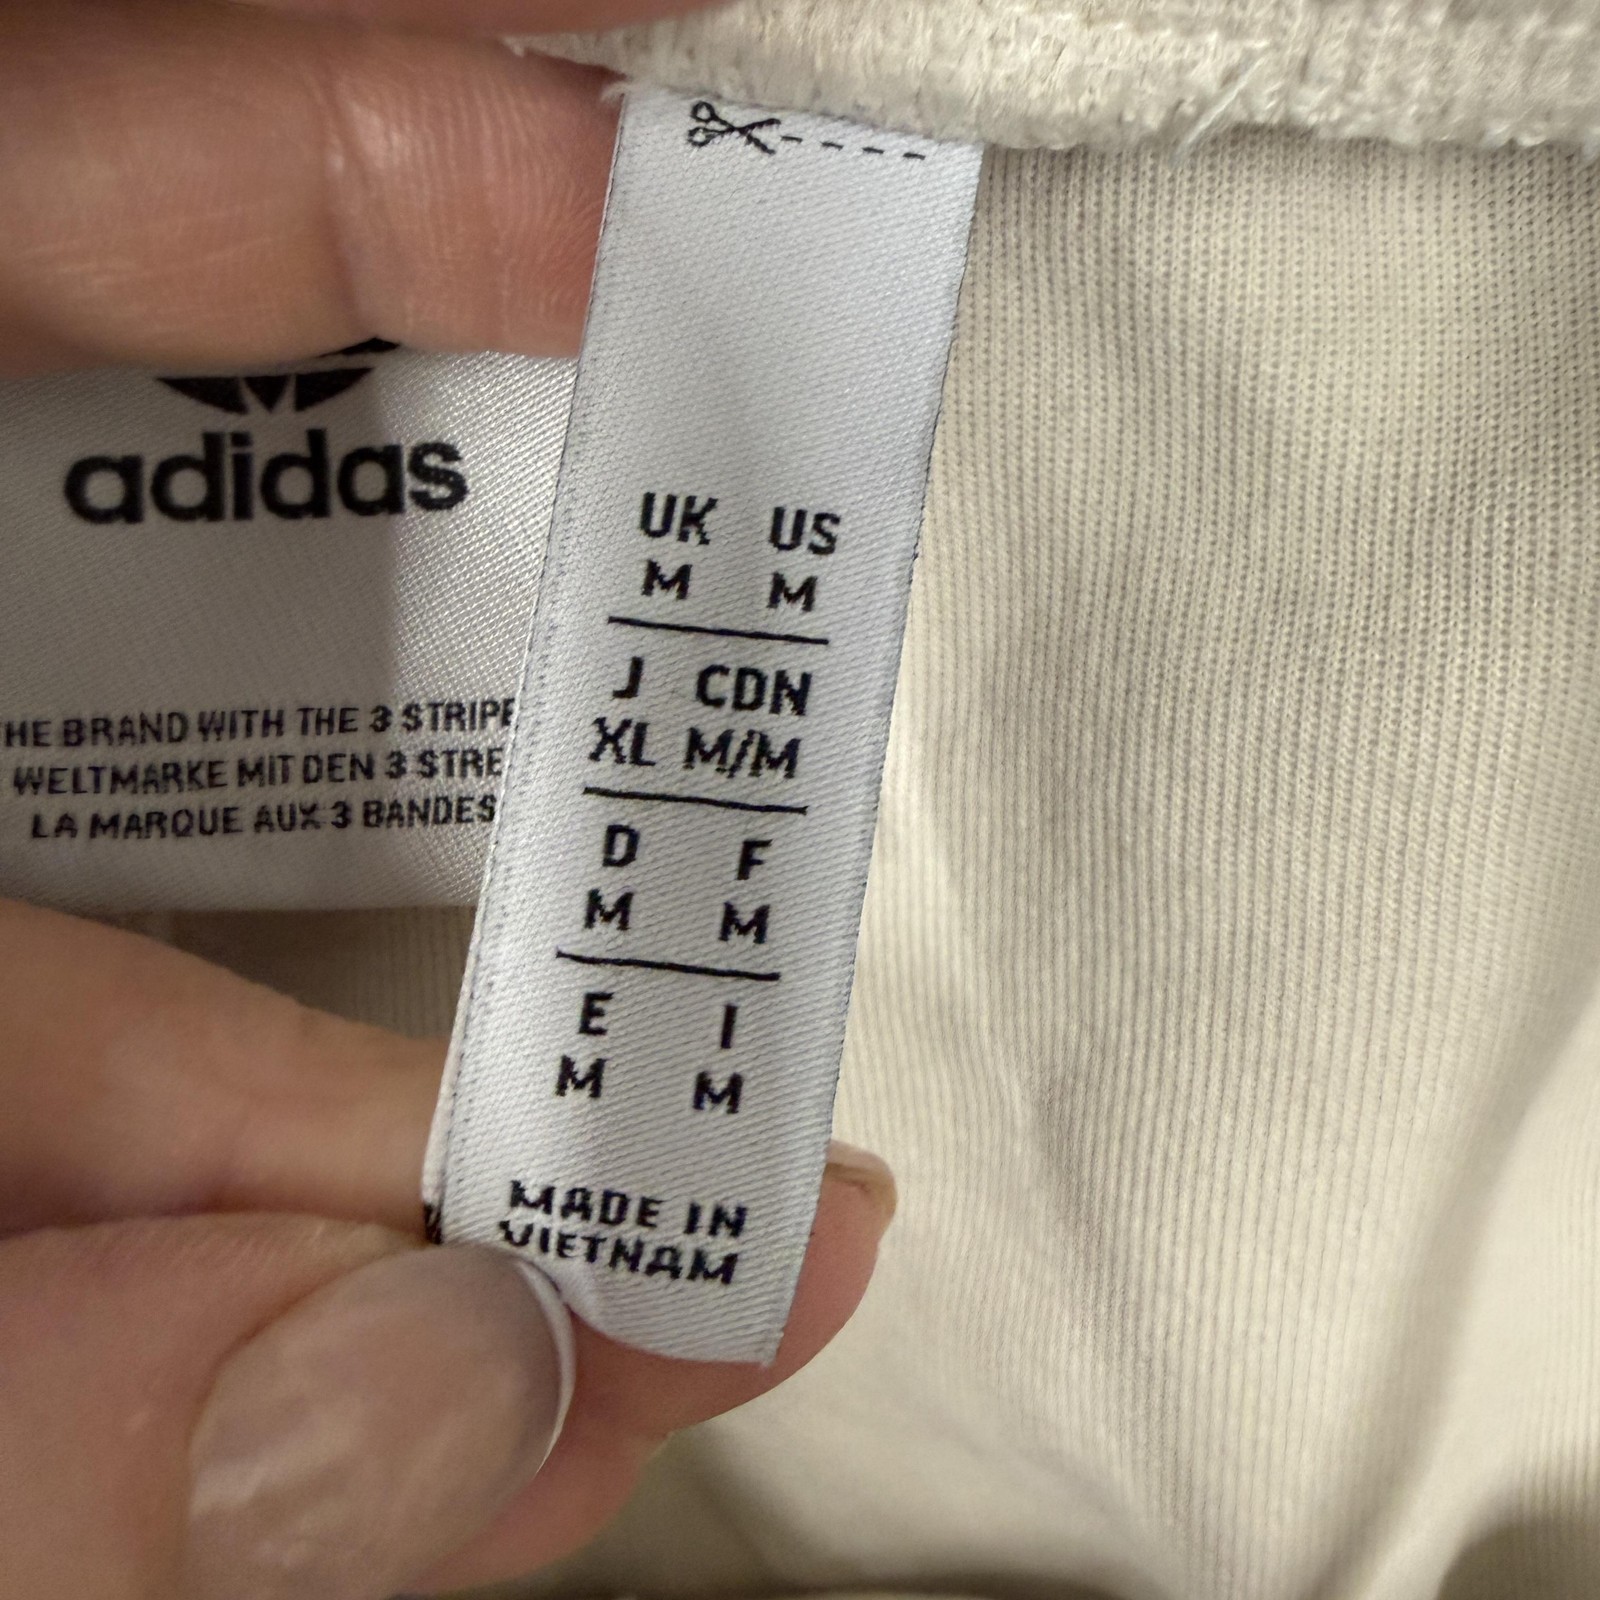 adidas
THE BRAND WITH THE 3 STRIPE
WELTMARKE MIT DEN 3 STRE
LA MARQUE AUX 3 BANDES
UK US
M M
J CDN
XL M/M
D F
M M
E I
M M
MADE IN
VIETNAM